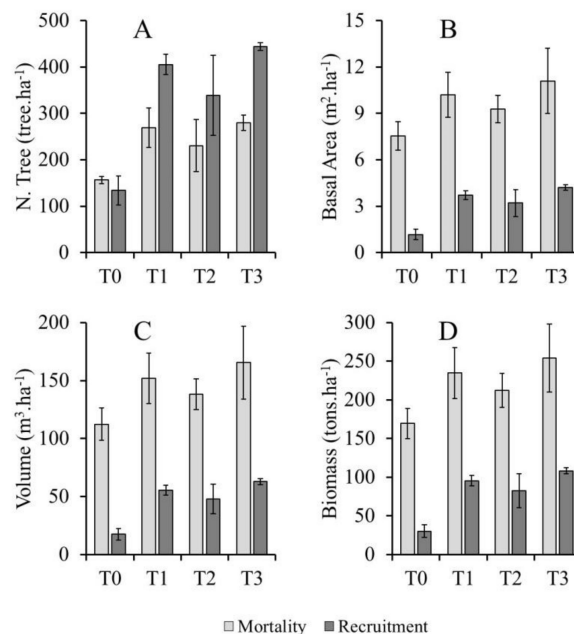 A
N. Tree (tree.ha⁻¹)
500
400
300
200
100
0
T0 T1 T2 T3
B
Basal Area (m².ha⁻¹)
15
12
9
6
3
0
T0 T1 T2 T3
C
Volume (m³.ha⁻¹)
200
150
100
50
0
T0 T1 T2 T3
D
Biomass (tons.ha⁻¹)
300
250
200
150
100
50
0
T0 T1 T2 T3
Mortality Recruitment